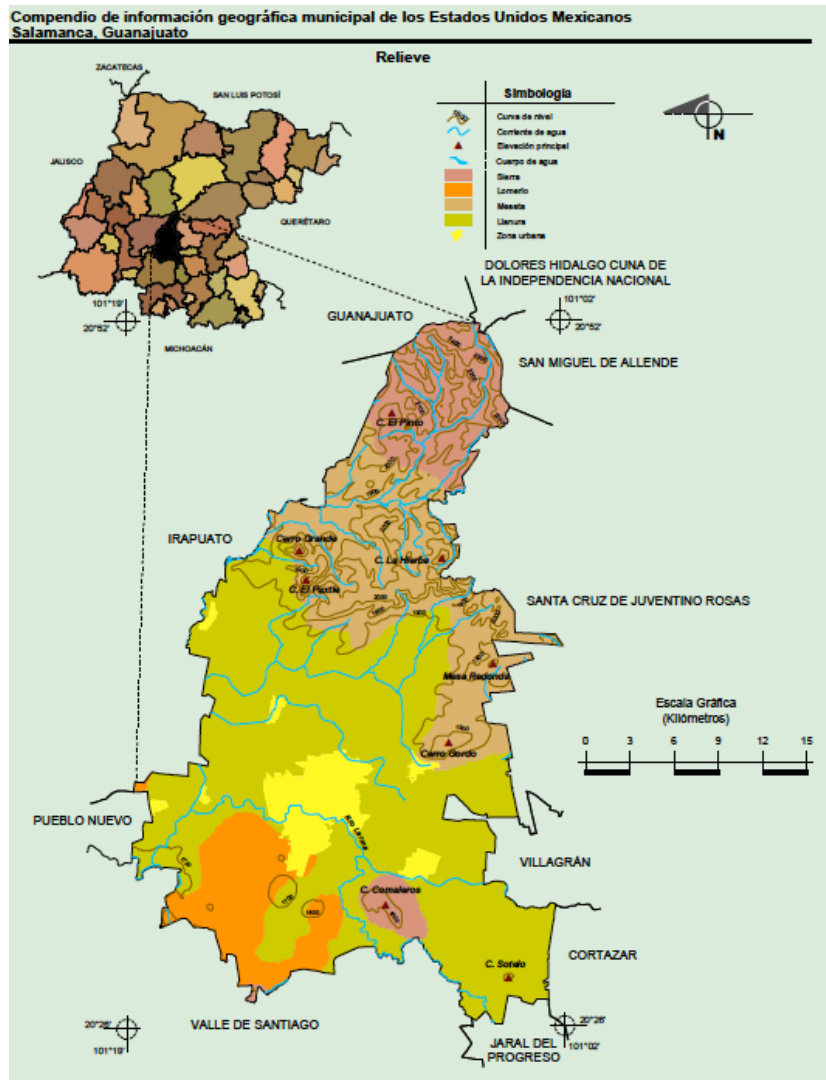 Compendio de información geográfica municipal de los Estados Unidos Mexicanos
Salamanca, Guanajuato
Relieve
ZACATECAS
SAN LUIS POTOSÍ
JALISCO
QUERÉTARO
MICHOACÁN
Simbología
Curva de nivel
Corriente de agua
Elevación principal
Cuerpo de agua
Sierra
Lomerío
Meseta
Llanura
Zona urbana
N
101°19'
20°52'
101°02'
20°52'
DOLORES HIDALGO CUNA DE
LA INDEPENDENCIA NACIONAL
GUANAJUATO
SAN MIGUEL DE ALLENDE
C. El Pinto
IRAPUATO
Cerro Grande
C. La Hierba
C. El Paxtle
2000
1900
1900
SANTA CRUZ DE JUVENTINO ROSAS
Mesa Redonda
Cerro Gordo
Escala Gráfica
(Kilómetros)
0 3 6 9 12 15
PUEBLO NUEVO
Río Lerma
VILLAGRÁN
C. Comaleros
C. Sotelo
CORTAZAR
VALLE DE SANTIAGO
JARAL DEL
PROGRESO
20°26'
101°19'
20°26'
101°02'